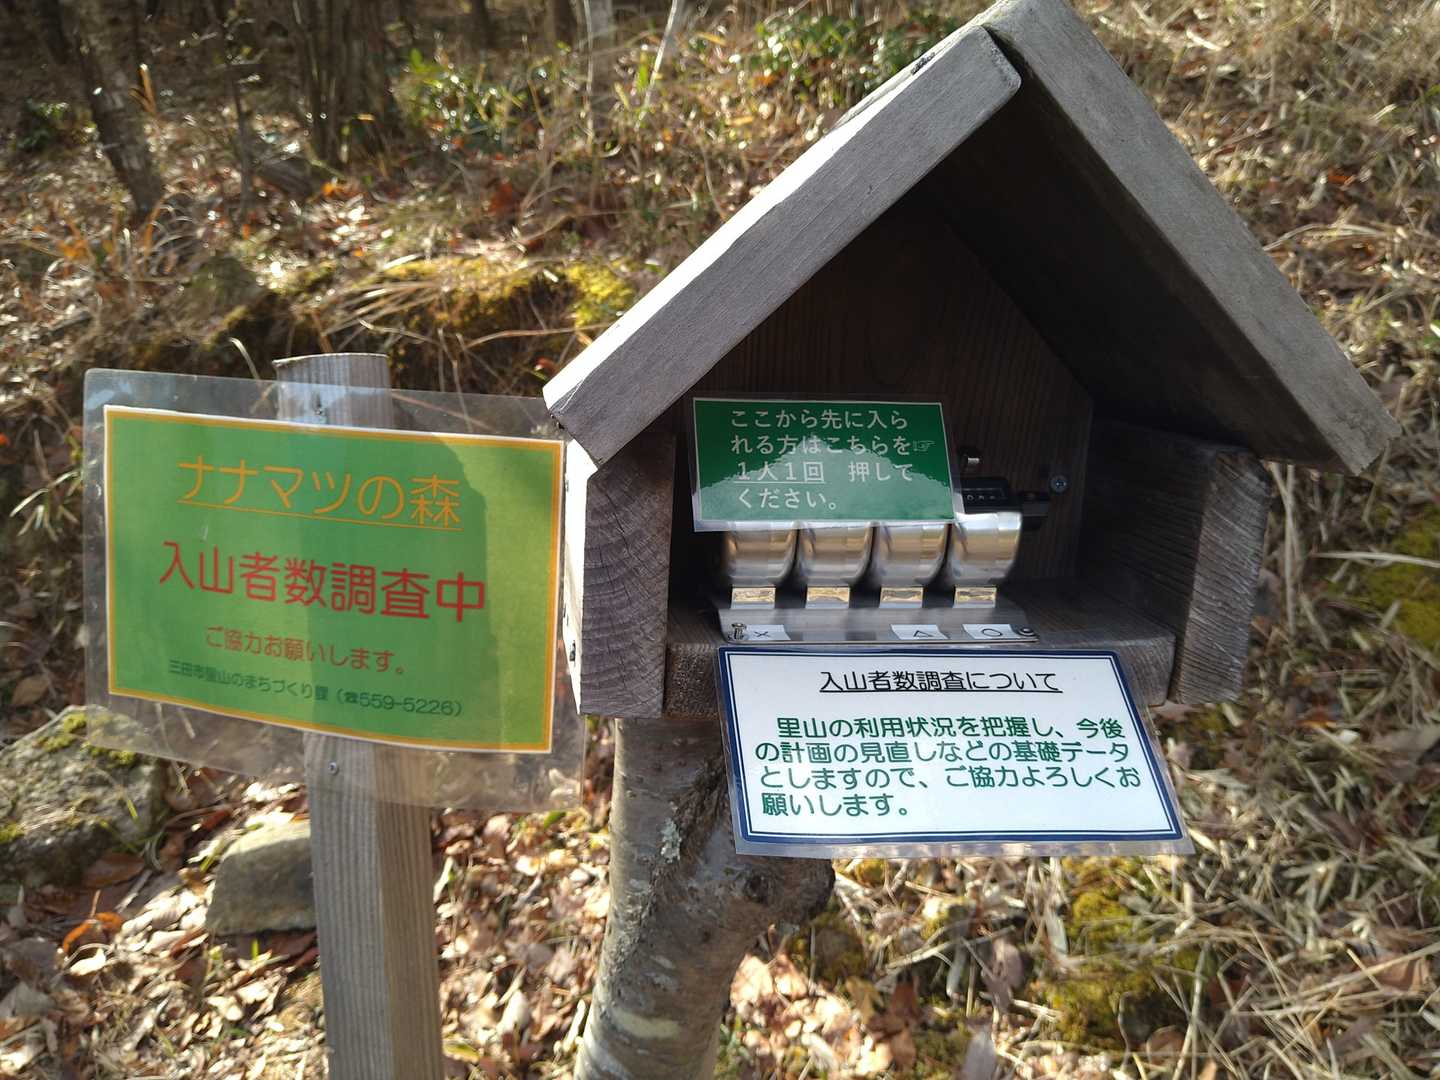 ナナマツの森
入山者数調査中
ご協力お願いします。
三田市里山のまちづくり課（☎559-5226）
ここから先に入ら
れる方はこちらを☞
１人１回　押して
ください。
× △ ○
入山者数調査について
里山の利用状況を把握し、今後
の計画の見直しなどの基礎データ
としますので、ご協力よろしくお
願いします。